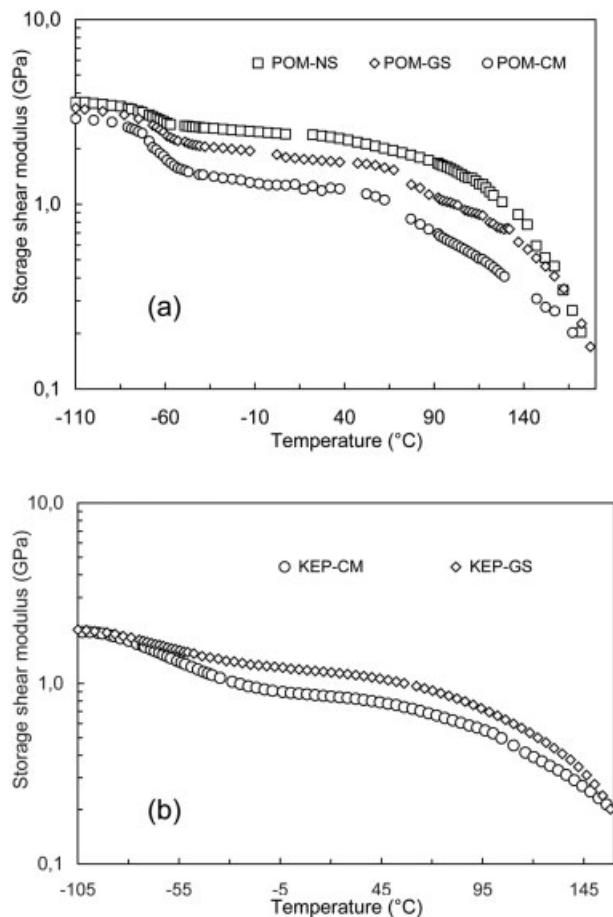 10,0
POM-NS POM-GS POM-CM
Storage shear modulus (GPa)
1,0
(a)
0,1
-110 -60 -10 40 90 140
Temperature (°C)
10,0
KEP-CM KEP-GS
Storage shear modulus (GPa)
1,0
(b)
0,1
-105 -55 -5 45 95 145
Temperature (°C)